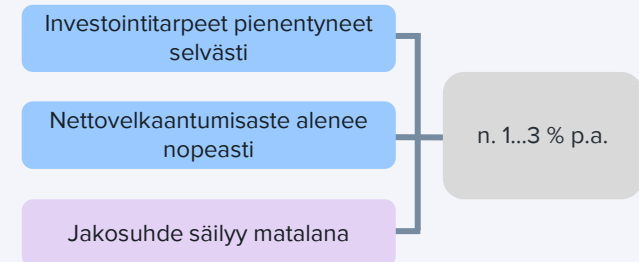 Investointitarpeet pienentyneet
selvästi
Nettovelkaantumisaste alenee
nopeasti
n. 1...3 % p.a.
Jakosuhde säilyy matalana